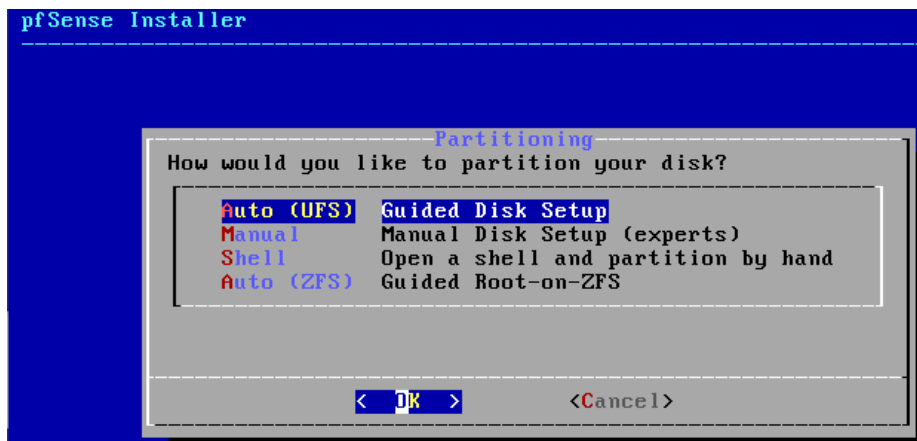 pfSense Installer
Partitioning
How would you like to partition your disk?
Auto (UFS) Guided Disk Setup
Manual Manual Disk Setup (experts)
Shell Open a shell and partition by hand
Auto (ZFS) Guided Root-on-ZFS
< OK > <Cancel>